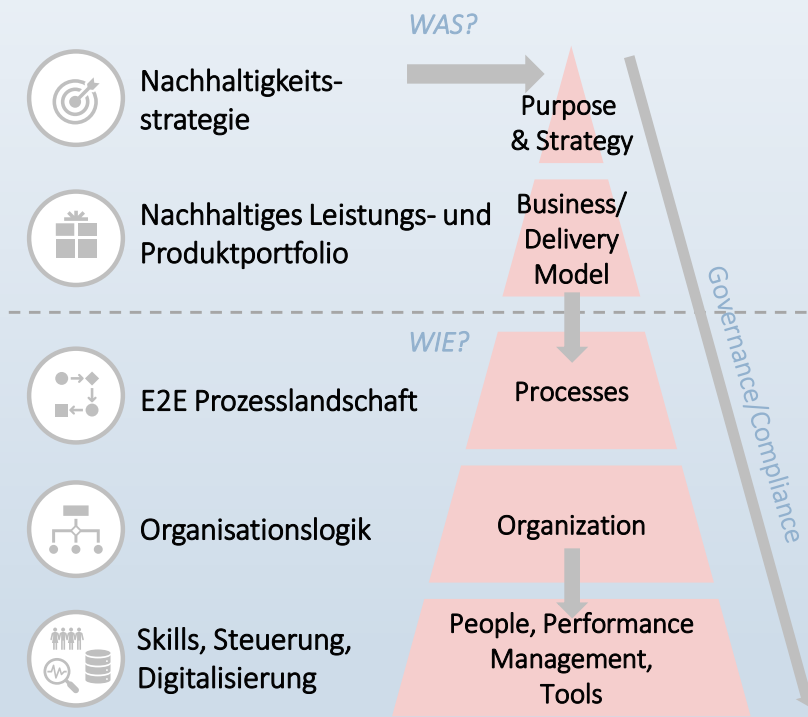 WAS?
Nachhaltigkeits-
strategie
Purpose
& Strategy
Nachhaltiges Leistungs- und
Produktportfolio
Business/
Delivery
Model
Governance/Compliance
WIE?
E2E Prozesslandschaft
Processes
Organisationslogik
Organization
Skills, Steuerung,
Digitalisierung
People, Performance
Management,
Tools